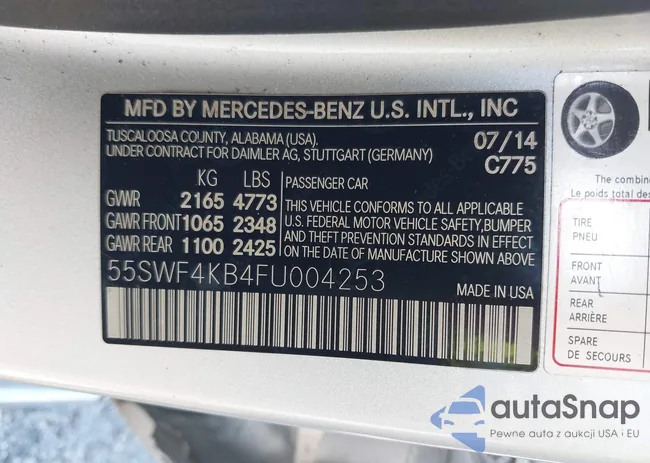 MFD BY MERCEDES-BENZ U.S. INTL., INC
TUSCALOOSA COUNTY, ALABAMA (USA).
UNDER CONTRACT FOR DAIMLER AG, STUTTGART (GERMANY)
07/14
C775
KG LBS
GVWR 2165 4773
GAWR FRONT 1065 2348
GAWR REAR 1100 2425
PASSENGER CAR
THIS VEHICLE CONFORMS TO ALL APPLICABLE
U.S. FEDERAL MOTOR VEHICLE SAFETY,BUMPER
AND THEFT PREVENTION STANDARDS IN EFFECT
ON THE DATE OF MANUFACTURE SHOWN ABOVE
55SWF4KB4FU004253
MADE IN USA
The combine
Le poids total des
TIRE
PNEU
FRONT
AVANT
REAR
ARRIÈRE
SPARE
DE SECOURS
autaSnap
Pewne auta z aukcji USA i EU